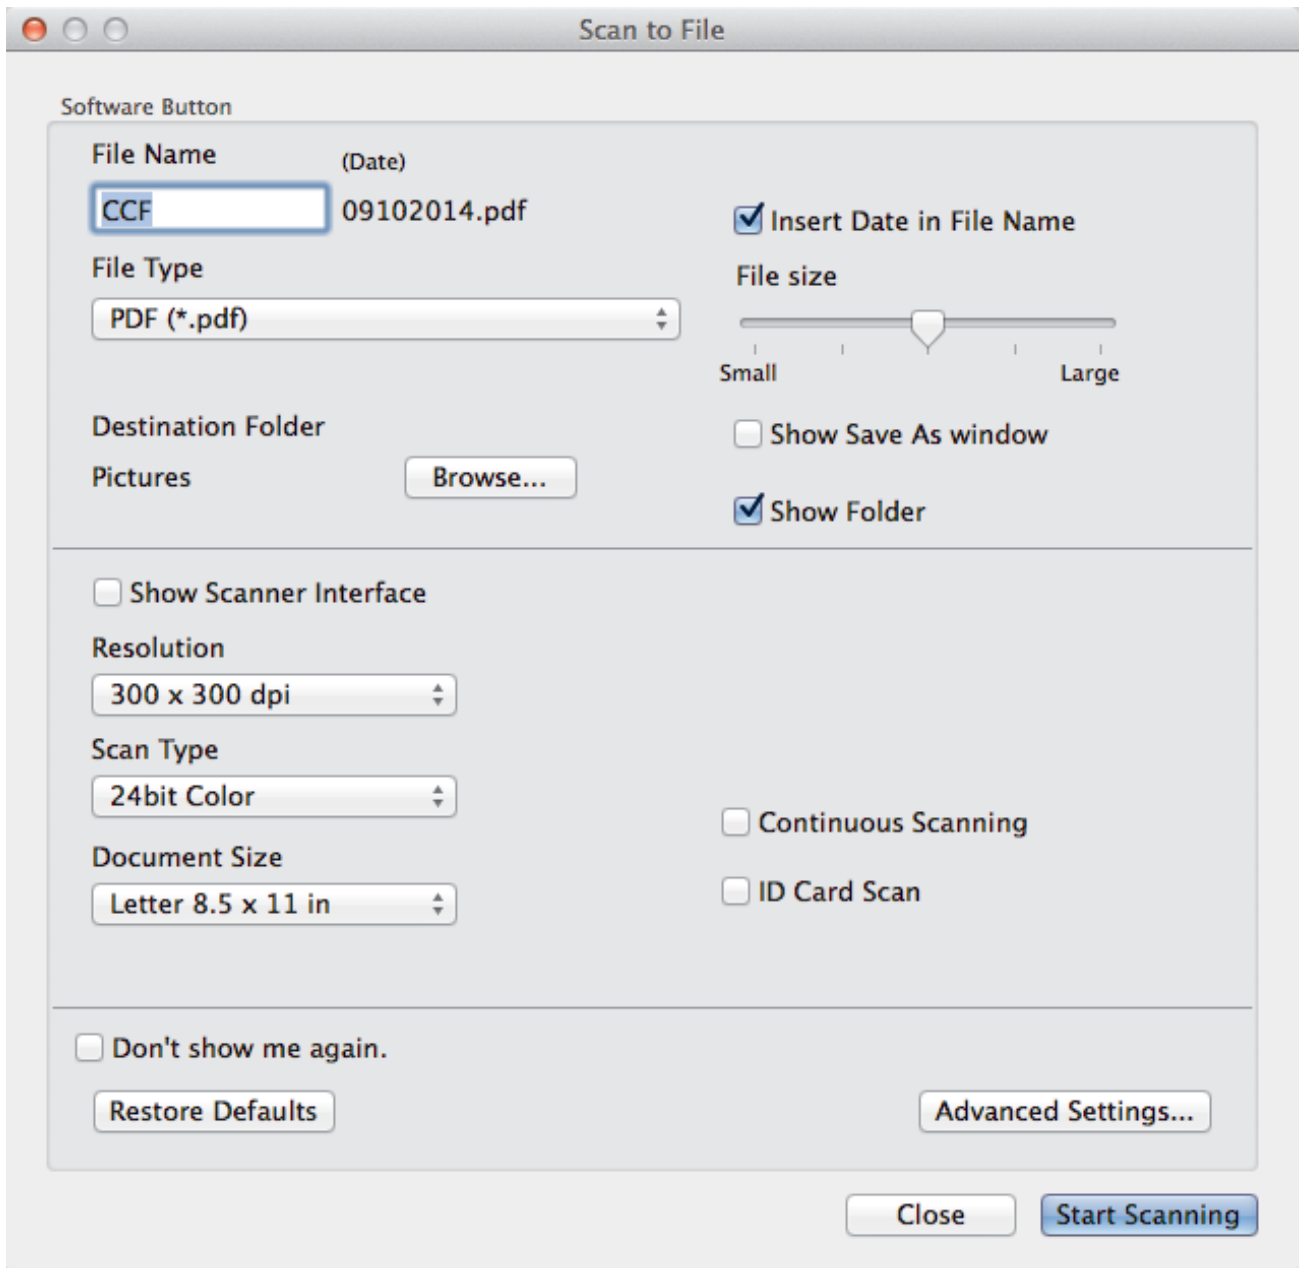 Scan to File
Software Button
File Name
(Date)
CCF
09102014.pdf
Insert Date in File Name
File Type
File size
PDF (*.pdf)
Small
Large
Destination Folder
Show Save As window
Pictures
Browse...
Show Folder
Show Scanner Interface
Resolution
300 x 300 dpi
Scan Type
24bit Color
Continuous Scanning
Document Size
Letter 8.5 x 11 in
ID Card Scan
Don't show me again.
Restore Defaults
Advanced Settings...
Close
Start Scanning